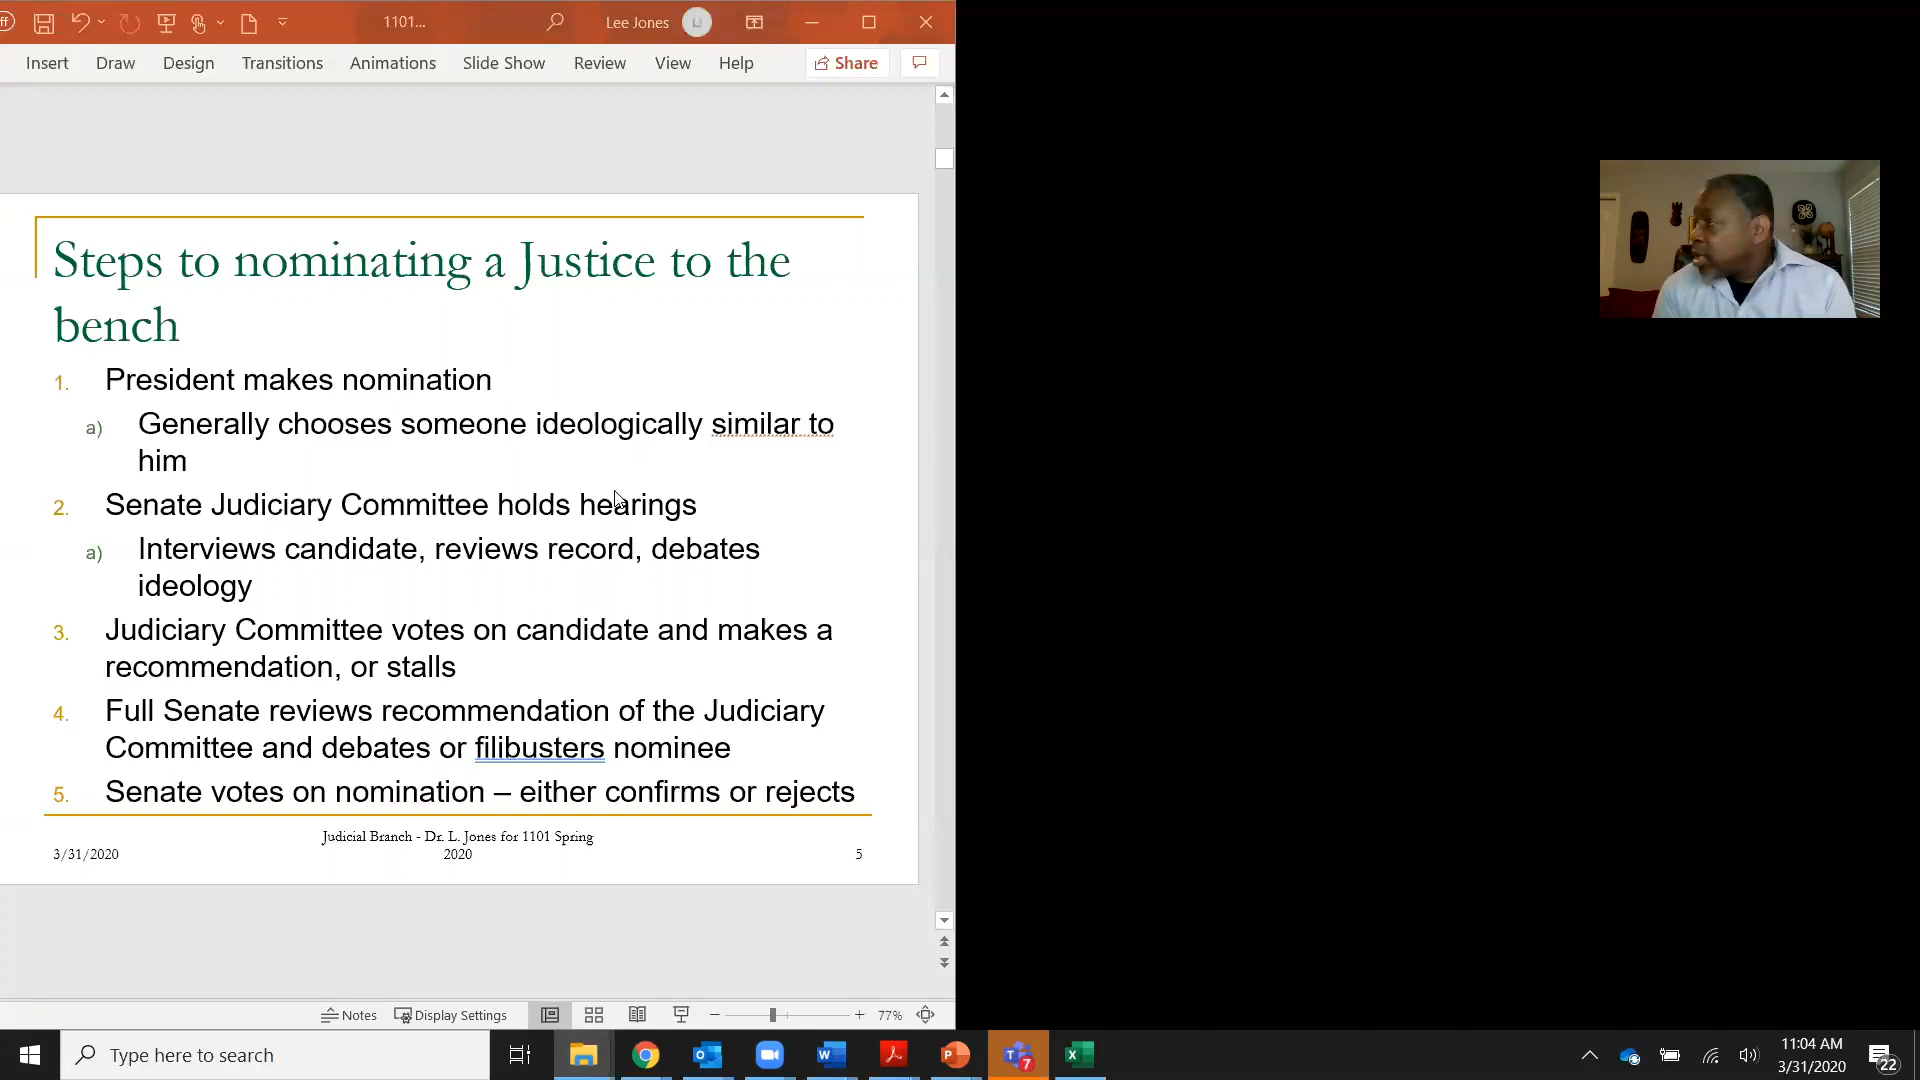 1101...
Lee Jones
LJ
Insert Draw Design Transitions Animations Slide Show Review View Help Share
Steps to nominating a Justice to the
bench
1. President makes nomination
a) Generally chooses someone ideologically similar to
him
2. Senate Judiciary Committee holds hearings
a) Interviews candidate, reviews record, debates
ideology
3. Judiciary Committee votes on candidate and makes a
recommendation, or stalls
4. Full Senate reviews recommendation of the Judiciary
Committee and debates or filibusters nominee
5. Senate votes on nomination – either confirms or rejects
Judicial Branch - Dr. L. Jones for 1101 Spring
3/31/2020 2020 5
Notes Display Settings 77%
Type here to search
7
11:04 AM
3/31/2020
22